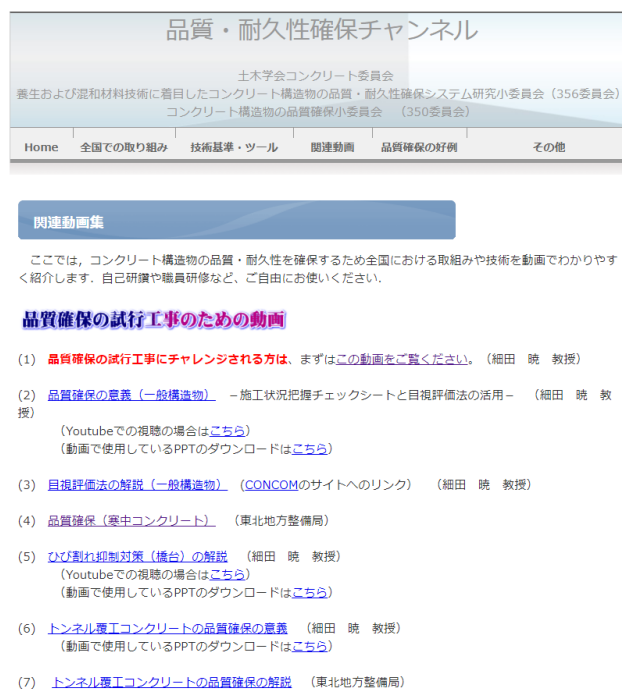 品質・耐久性確保チャンネル
土木学会コンクリート委員会
養生および混和材料技術に着目したコンクリート構造物の品質・耐久性確保システム研究小委員会（356委員会）
コンクリート構造物の品質確保小委員会　（350委員会）
Home　全国での取り組み　技術基準・ツール　関連動画　品質確保の好例　その他
関連動画集
ここでは，コンクリート構造物の品質・耐久性を確保するため全国における取組みや技術を動画でわかりやす
く紹介します．自己研鑽や職員研修など、ご自由にお使いください．
品質確保の試行工事のための動画
(1)　品質確保の試行工事にチャレンジされる方は、まずはこの動画をご覧ください。（細田　暁　教授）
(2)　品質確保の意義（一般構造物）　－施工状況把握チェックシートと目視評価法の活用－　（細田　暁　教
授）
（Youtubeでの視聴の場合はこちら）
（動画で使用しているPPTのダウンロードはこちら）
(3)　目視評価法の解説（一般構造物）　（CONCOMのサイトへのリンク）　（細田　暁　教授）
(4)　品質確保（寒中コンクリート）　（東北地方整備局）
(5)　ひび割れ抑制対策（橋台）の解説　（細田　暁　教授）
（Youtubeでの視聴の場合はこちら）
（動画で使用しているPPTのダウンロードはこちら）
(6)　トンネル覆工コンクリートの品質確保の意義　（細田　暁　教授）
（動画で使用しているPPTのダウンロードはこちら）
(7)　トンネル覆工コンクリートの品質確保の解説　（東北地方整備局）